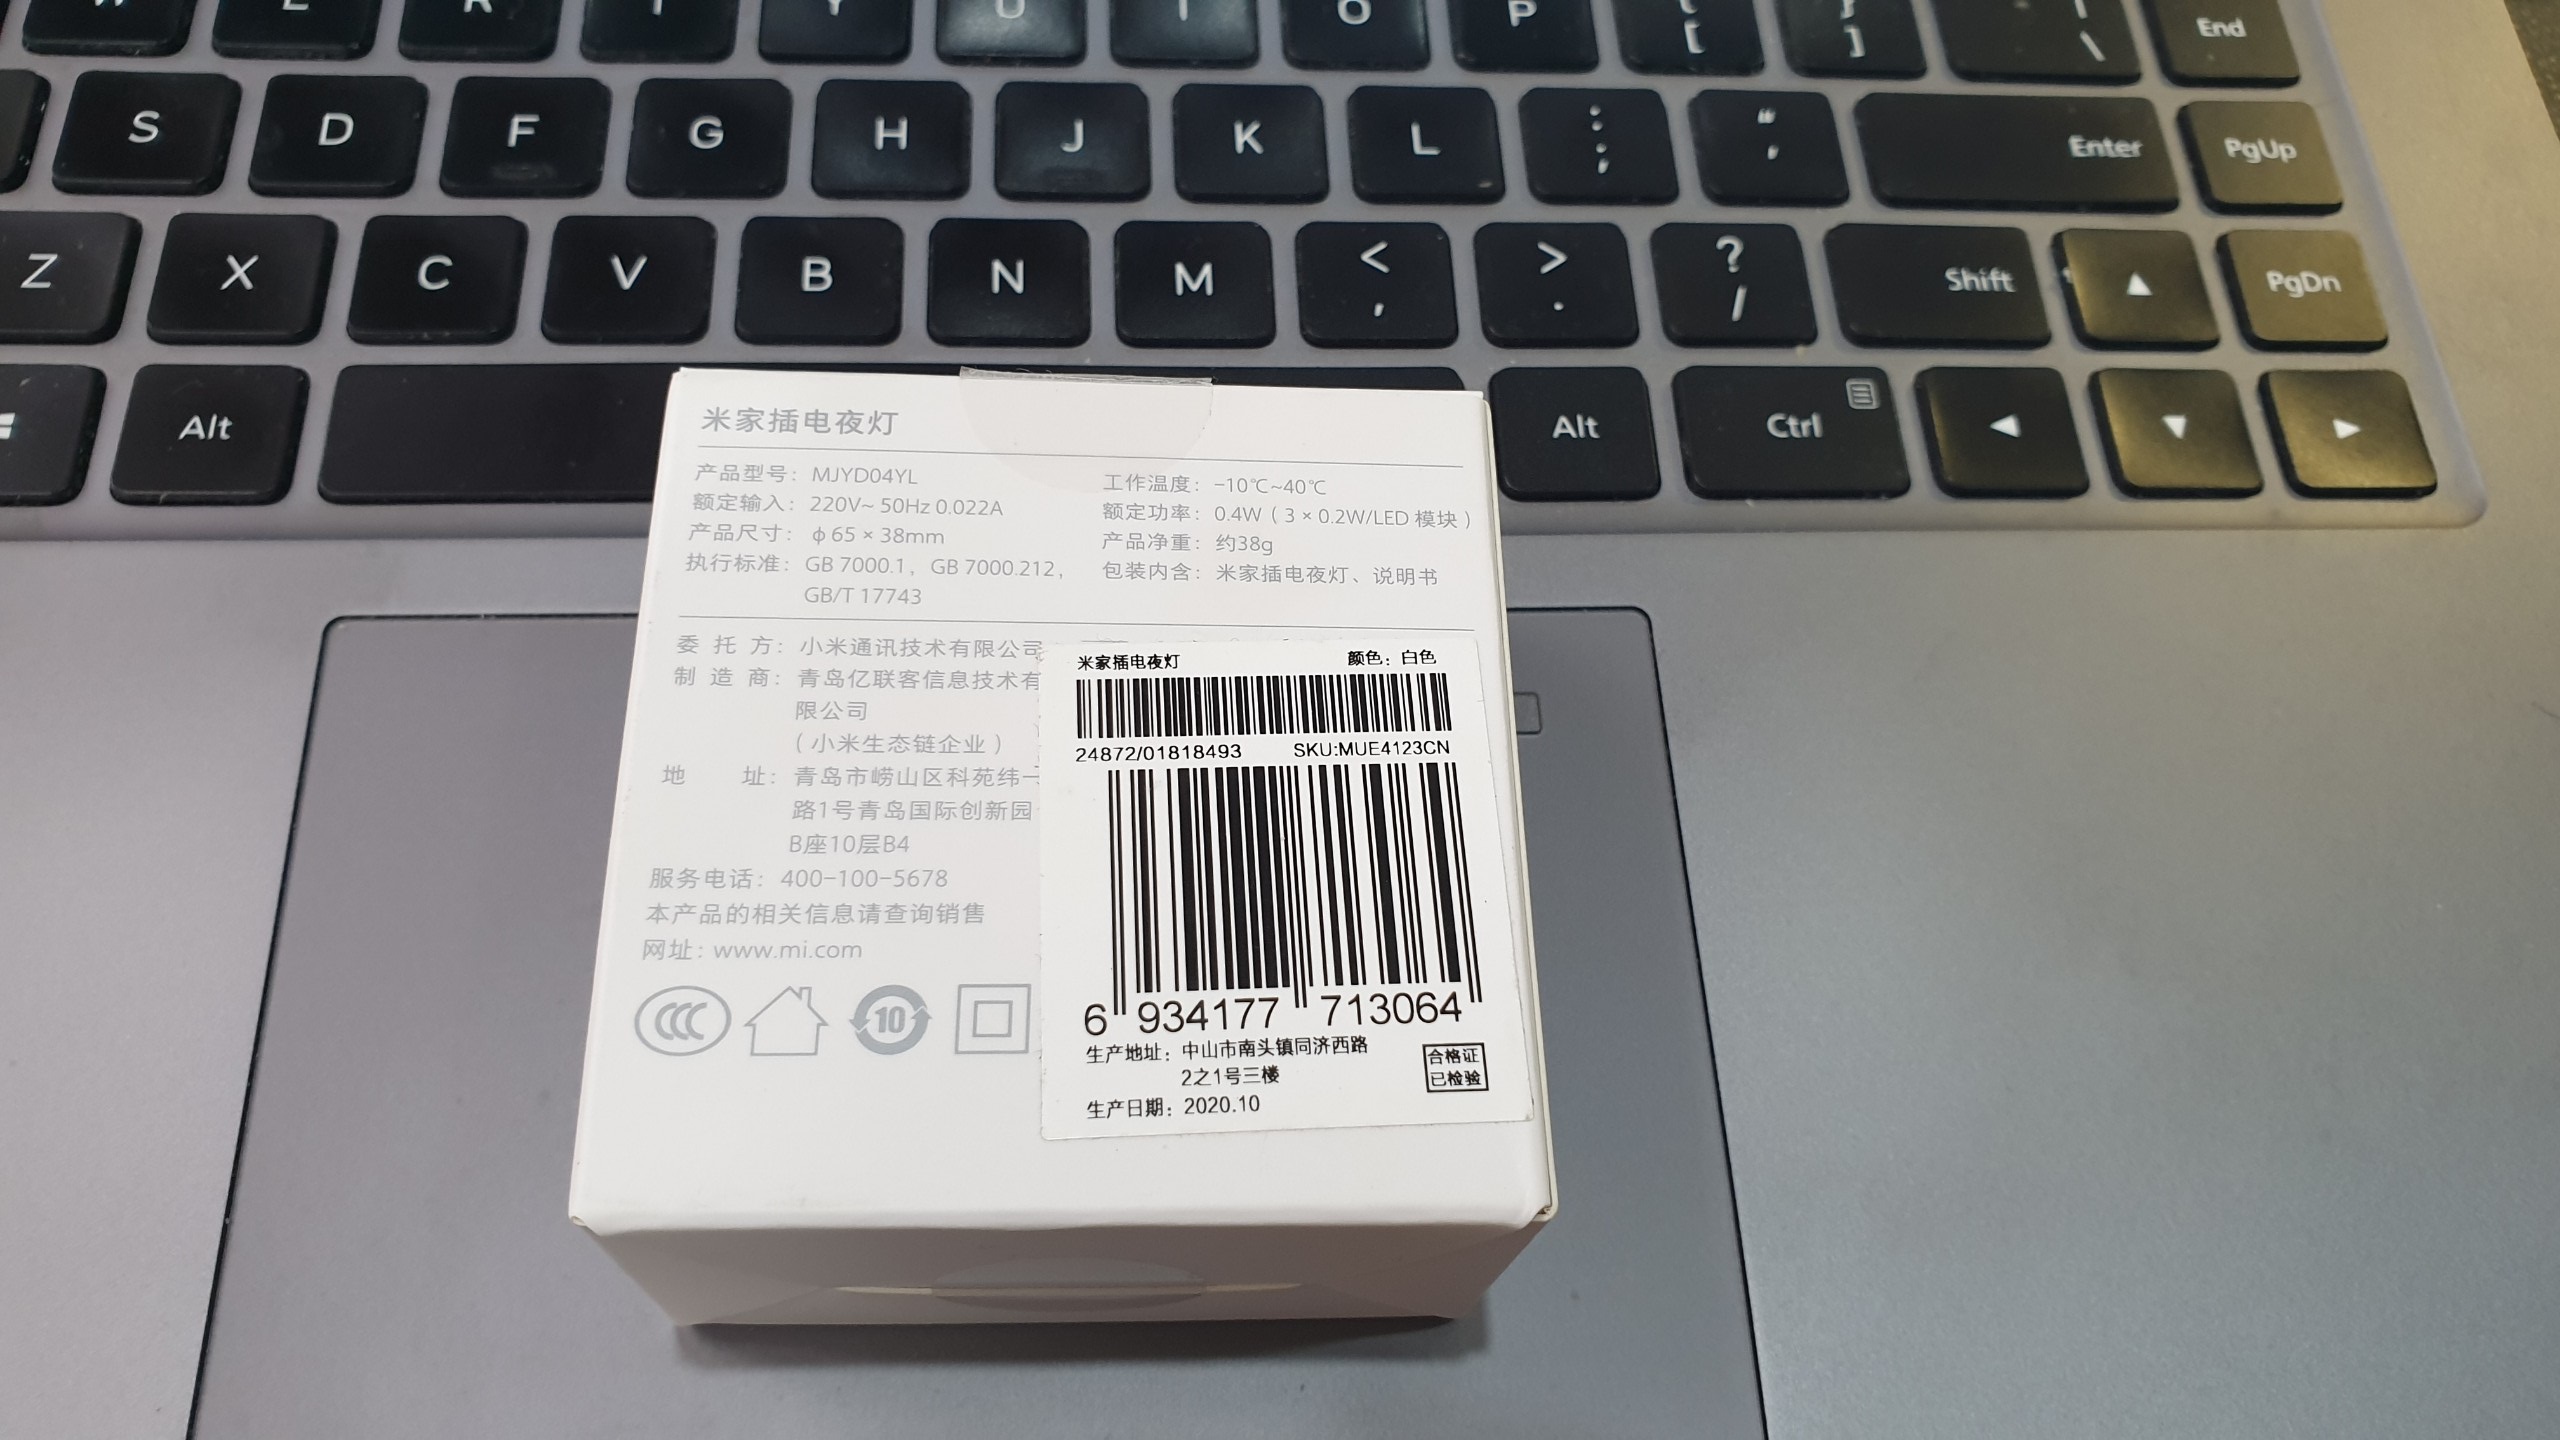 R
T
Y
U
I
O
P
[
]
\
End
S
D
F
G
H
J
K
L
:
;
"
'
Enter
PgUp
Z
X
C
V
B
N
M
<
,
>
.
?
/
Shift
PgDn
Alt
Alt
Ctrl
米家插电夜灯
产品型号：MJYD04YL
额定输入：220V~ 50Hz 0.022A
产品尺寸：φ 65 × 38mm
执行标准：GB 7000.1，GB 7000.212，
GB/T 17743
工作温度：-10℃~40℃
额定功率：0.4W（3 × 0.2W/LED 模块）
产品净重：约38g
包装内含：米家插电夜灯、说明书
委 托 方：小米通讯技术有限公司
制 造 商：青岛亿联客信息技术有
限公司
（小米生态链企业）
地 址：青岛市崂山区科苑纬一
路1号青岛国际创新园
B座10层B4
服务电话：400-100-5678
本产品的相关信息请查询销售
网址：www.mi.com
CCC
10
米家插电夜灯 颜色：白色
24872/01818493 SKU:MUE4123CN
6 934177 713064
生产地址：中山市南头镇同济西路
2之1号三楼
生产日期：2020.10
合格证
已检验